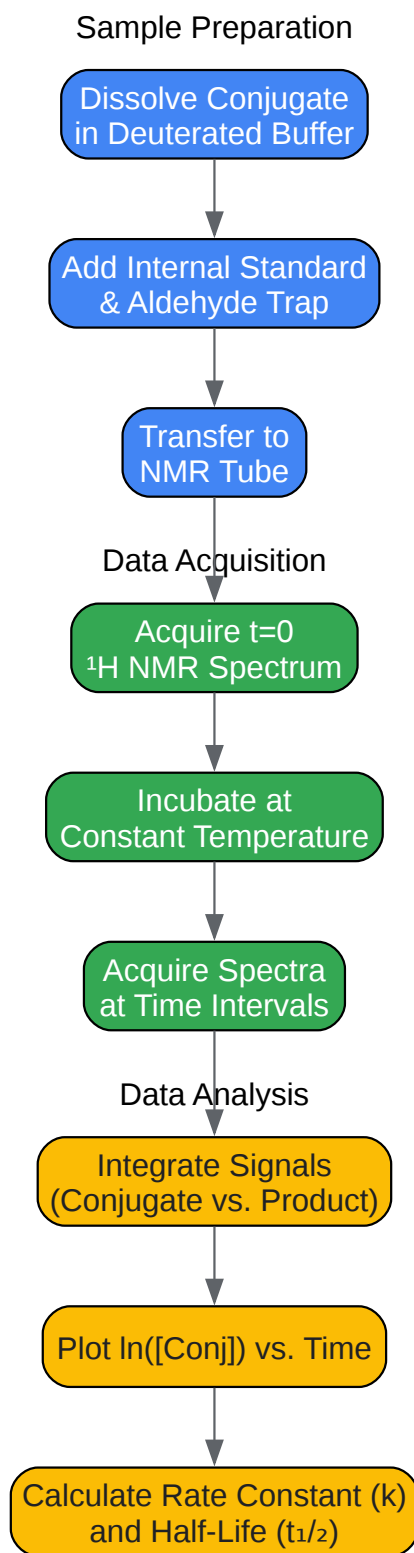 Sample Preparation
Dissolve Conjugate
in Deuterated Buffer
Add Internal Standard
& Aldehyde Trap
Transfer to
NMR Tube
Data Acquisition
Acquire t=0
¹H NMR Spectrum
Incubate at
Constant Temperature
Acquire Spectra
at Time Intervals
Data Analysis
Integrate Signals
(Conjugate vs. Product)
Plot ln([Conj]) vs. Time
Calculate Rate Constant (k)
and Half-Life (t₁/₂)